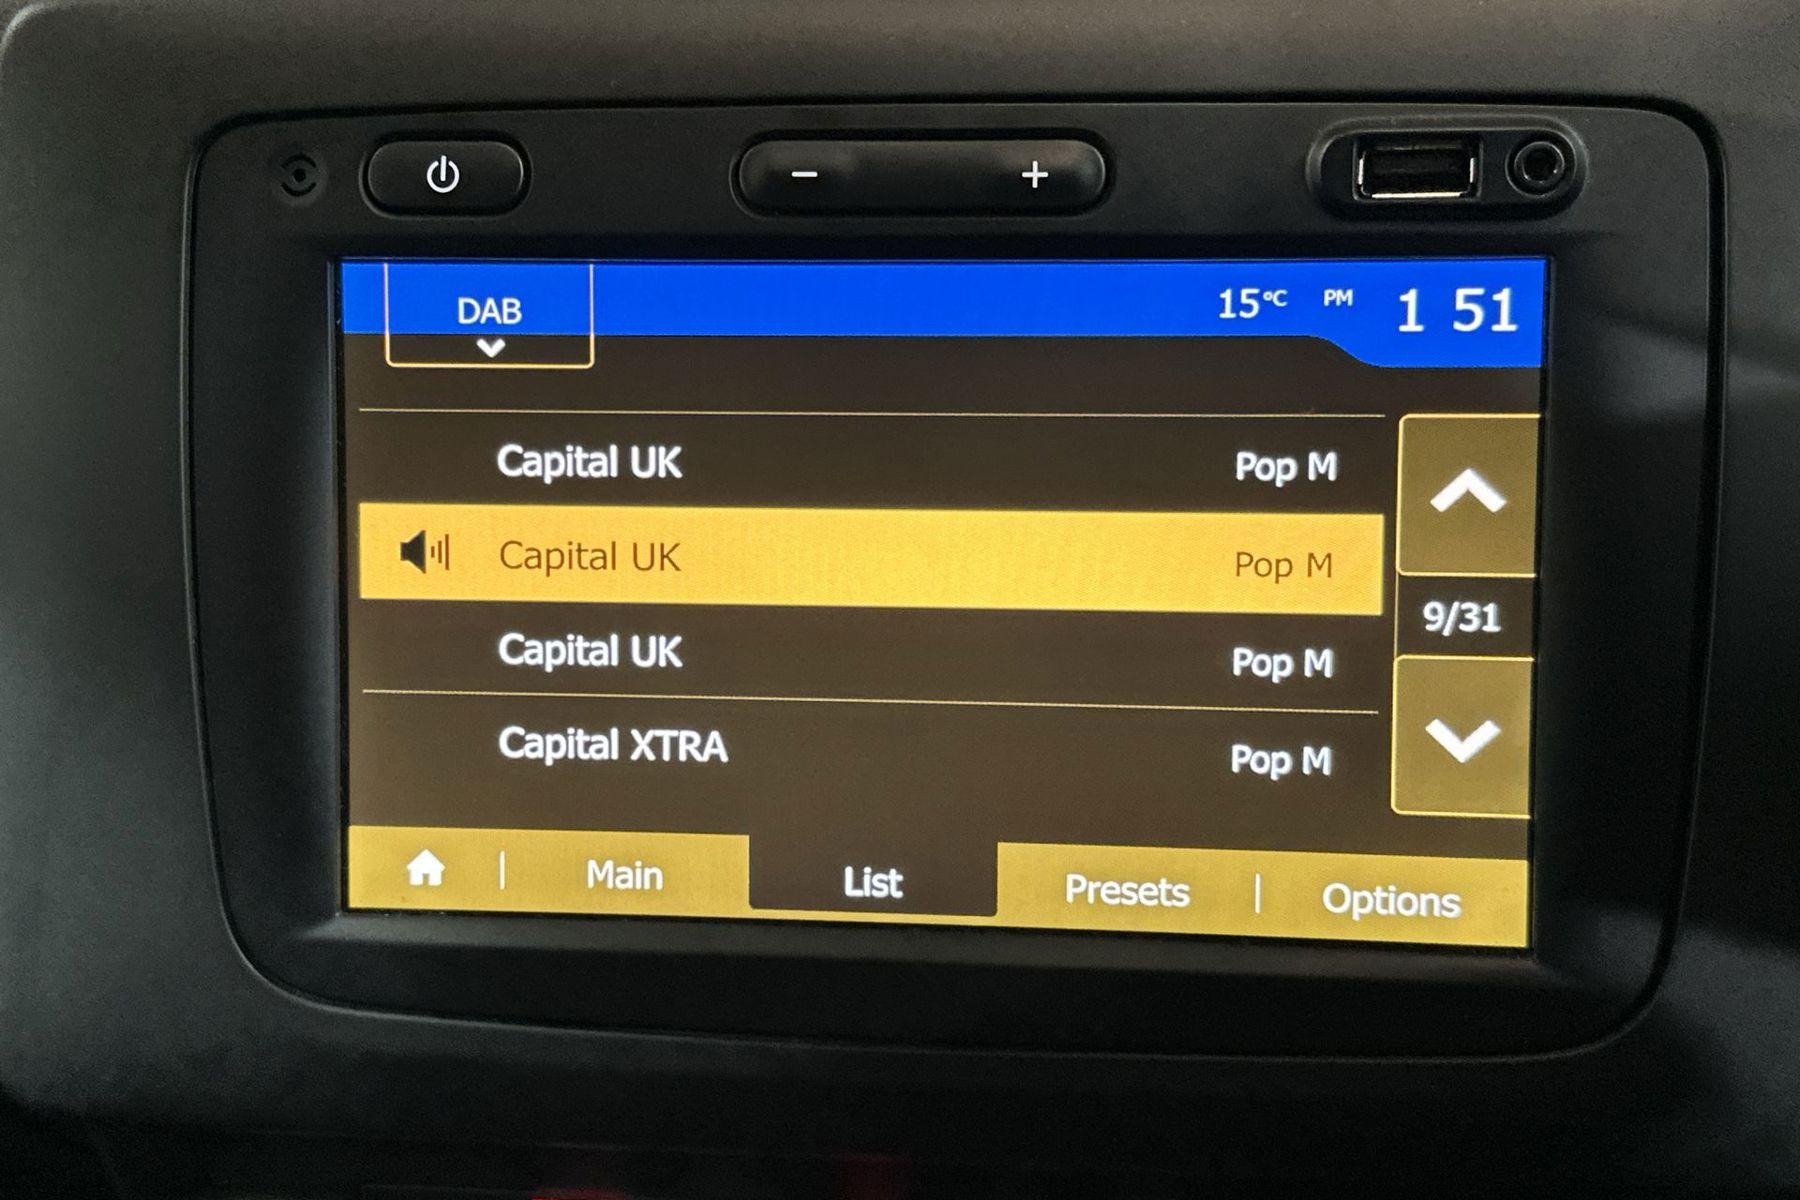 DAB
15°C PM 1 51
Capital UK Pop M
Capital UK Pop M
9/31
Capital UK Pop M
Capital XTRA Pop M
Main List Presets Options